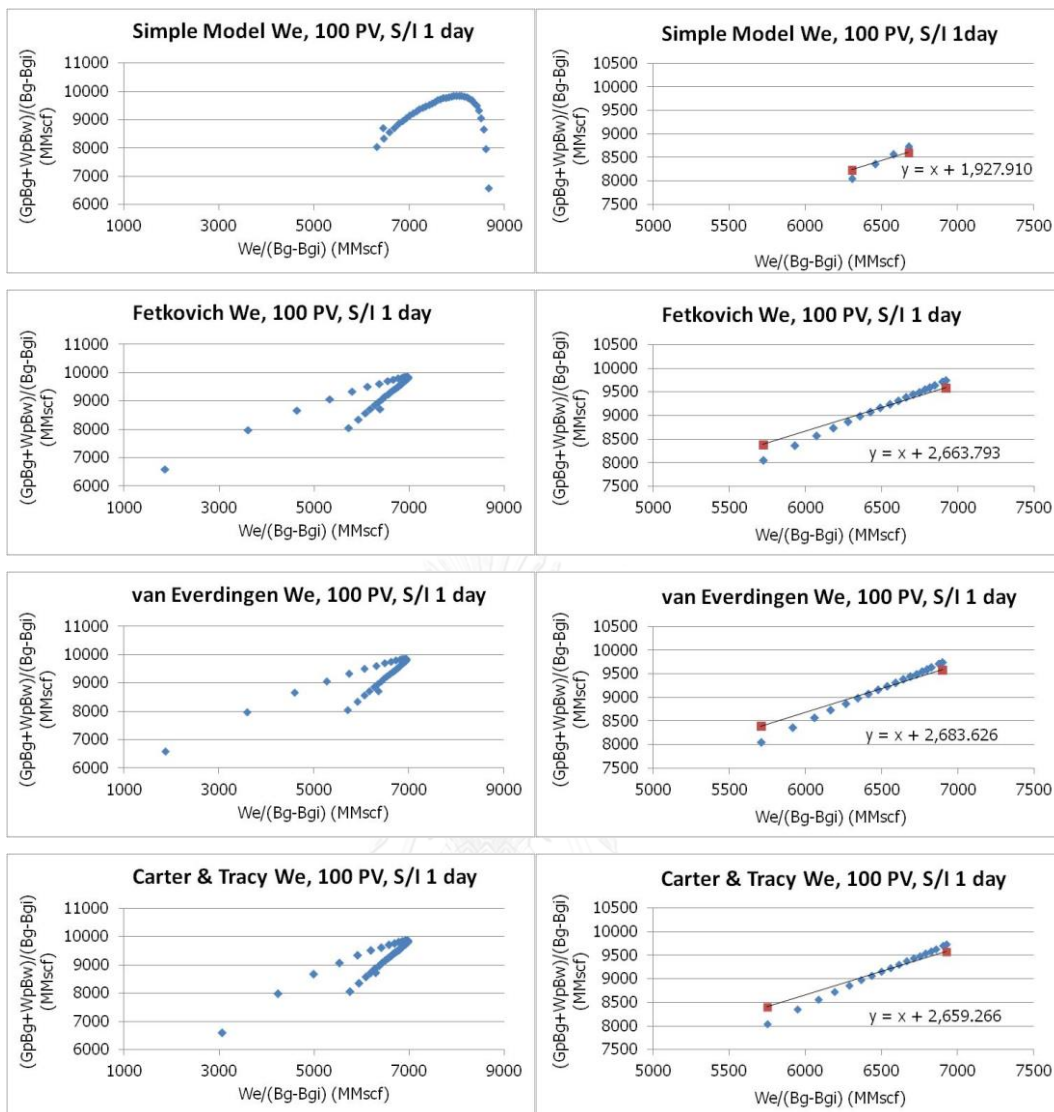 Simple Model We, 100 PV, S/I 1 day
(GpBg+WpBw)/(Bg-Bgi)
(MMscf)
11000
10000
9000
8000
7000
6000
1000 3000 5000 7000 9000
We/(Bg-Bgi) (MMscf)
Simple Model We, 100 PV, S/I 1day
(GpBg+WpBw)/(Bg-Bgi)
(MMscf)
10500
10000
9500
9000
8500
8000
7500
y = x + 1,927.910
5000 5500 6000 6500 7000 7500
We/(Bg-Bgi) (MMscf)
Fetkovich We, 100 PV, S/I 1 day
(GpBg+WpBw)/(Bg-Bgi)
(MMscf)
11000
10000
9000
8000
7000
6000
1000 3000 5000 7000 9000
We/(Bg-Bgi) (MMscf)
Fetkovich We, 100 PV, S/I 1 day
(GpBg+WpBw)/(Bg-Bgi)
(MMscf)
10500
10000
9500
9000
8500
8000
7500
y = x + 2,663.793
5000 5500 6000 6500 7000 7500
We/(Bg-Bgi) (MMscf)
van Everdingen We, 100 PV, S/I 1 day
(GpBg+WpBw)/(Bg-Bgi)
(MMscf)
11000
10000
9000
8000
7000
6000
1000 3000 5000 7000 9000
We/(Bg-Bgi) (MMscf)
van Everdingen We, 100 PV, S/I 1 day
(GpBg+WpBw)/(Bg-Bgi)
(MMscf)
10500
10000
9500
9000
8500
8000
7500
y = x + 2,683.626
5000 5500 6000 6500 7000 7500
We/(Bg-Bgi) (MMscf)
Carter & Tracy We, 100 PV, S/I 1 day
(GpBg+WpBw)/(Bg-Bgi)
(MMscf)
11000
10000
9000
8000
7000
6000
1000 3000 5000 7000 9000
We/(Bg-Bgi) (MMscf)
Carter & Tracy We, 100 PV, S/I 1 day
(GpBg+WpBw)/(Bg-Bgi)
(MMscf)
10500
10000
9500
9000
8500
8000
7500
y = x + 2,659.266
5000 5500 6000 6500 7000 7500
We/(Bg-Bgi) (MMscf)